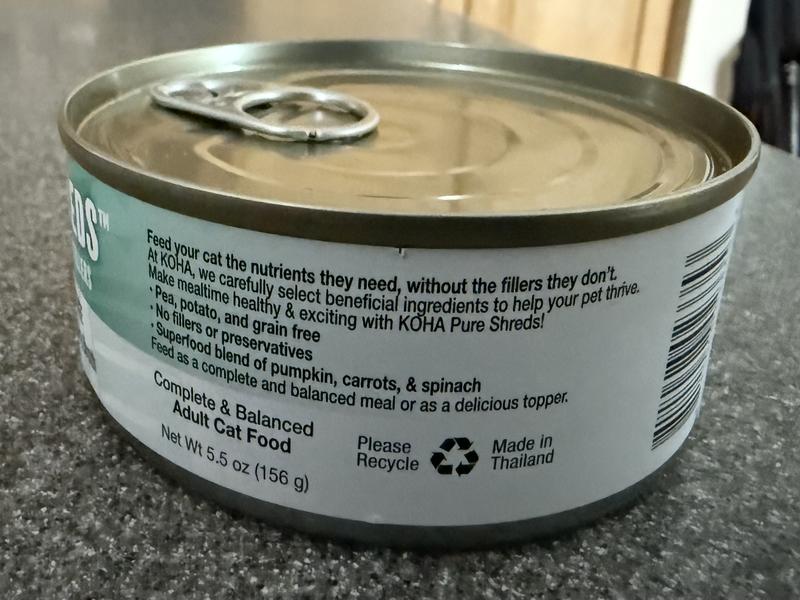 EDS™
Feed your cat the nutrients they need, without the fillers they don't.
At KOHA, we carefully select beneficial ingredients to help your pet thrive.
Make mealtime healthy & exciting with KOHA Pure Shreds!
· Pea, potato, and grain free
· No fillers or preservatives
· Superfood blend of pumpkin, carrots, & spinach
Feed as a complete and balanced meal or as a delicious topper.
Complete & Balanced
Adult Cat Food
Net Wt 5.5 oz (156 g)
Please
Recycle
Made in
Thailand